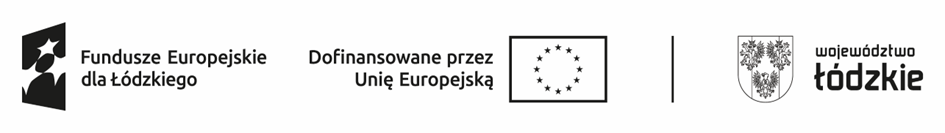 Fundusze Europejskie
dla Łódzkiego
Dofinansowane przez
Unię Europejską
województwo
łódzkie